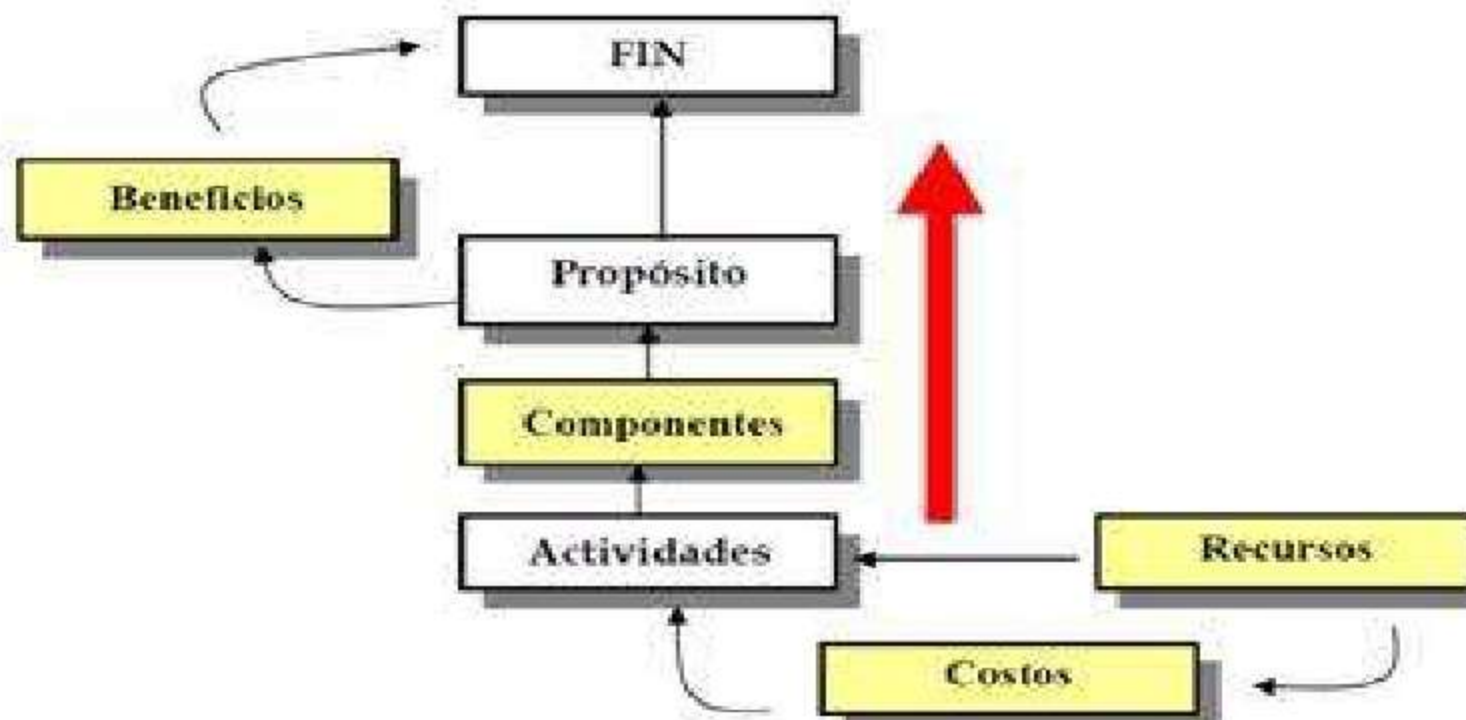 FIN
Beneficios
Propósito
Componentes
Actividades
Recursos
Costos